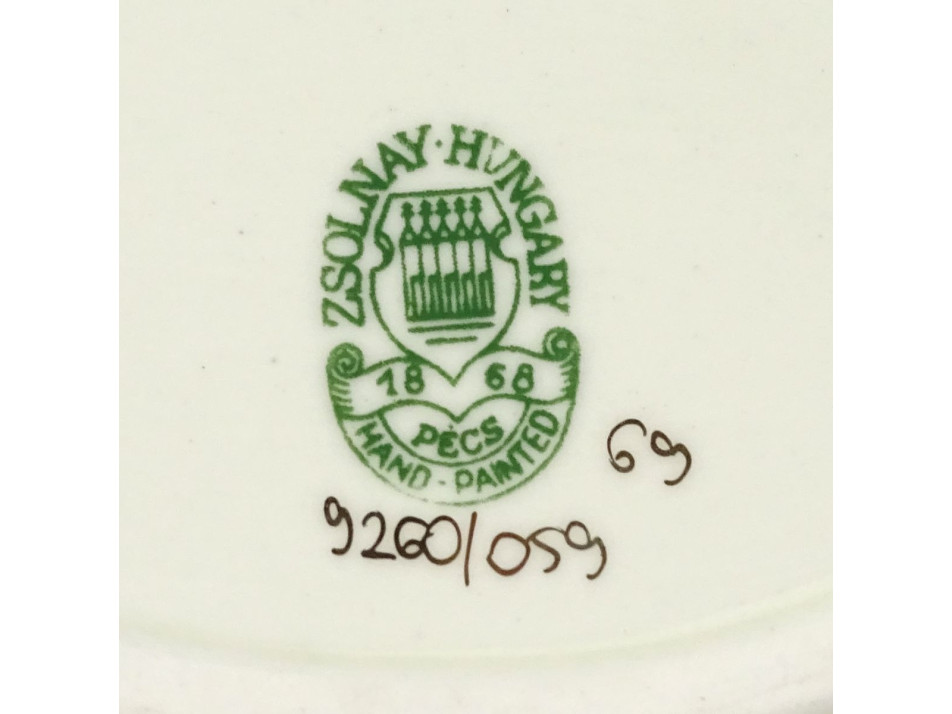 ZSOLNAY·HUNGARY
18 68
PÉCS
HAND-PAINTED
69
9260/059